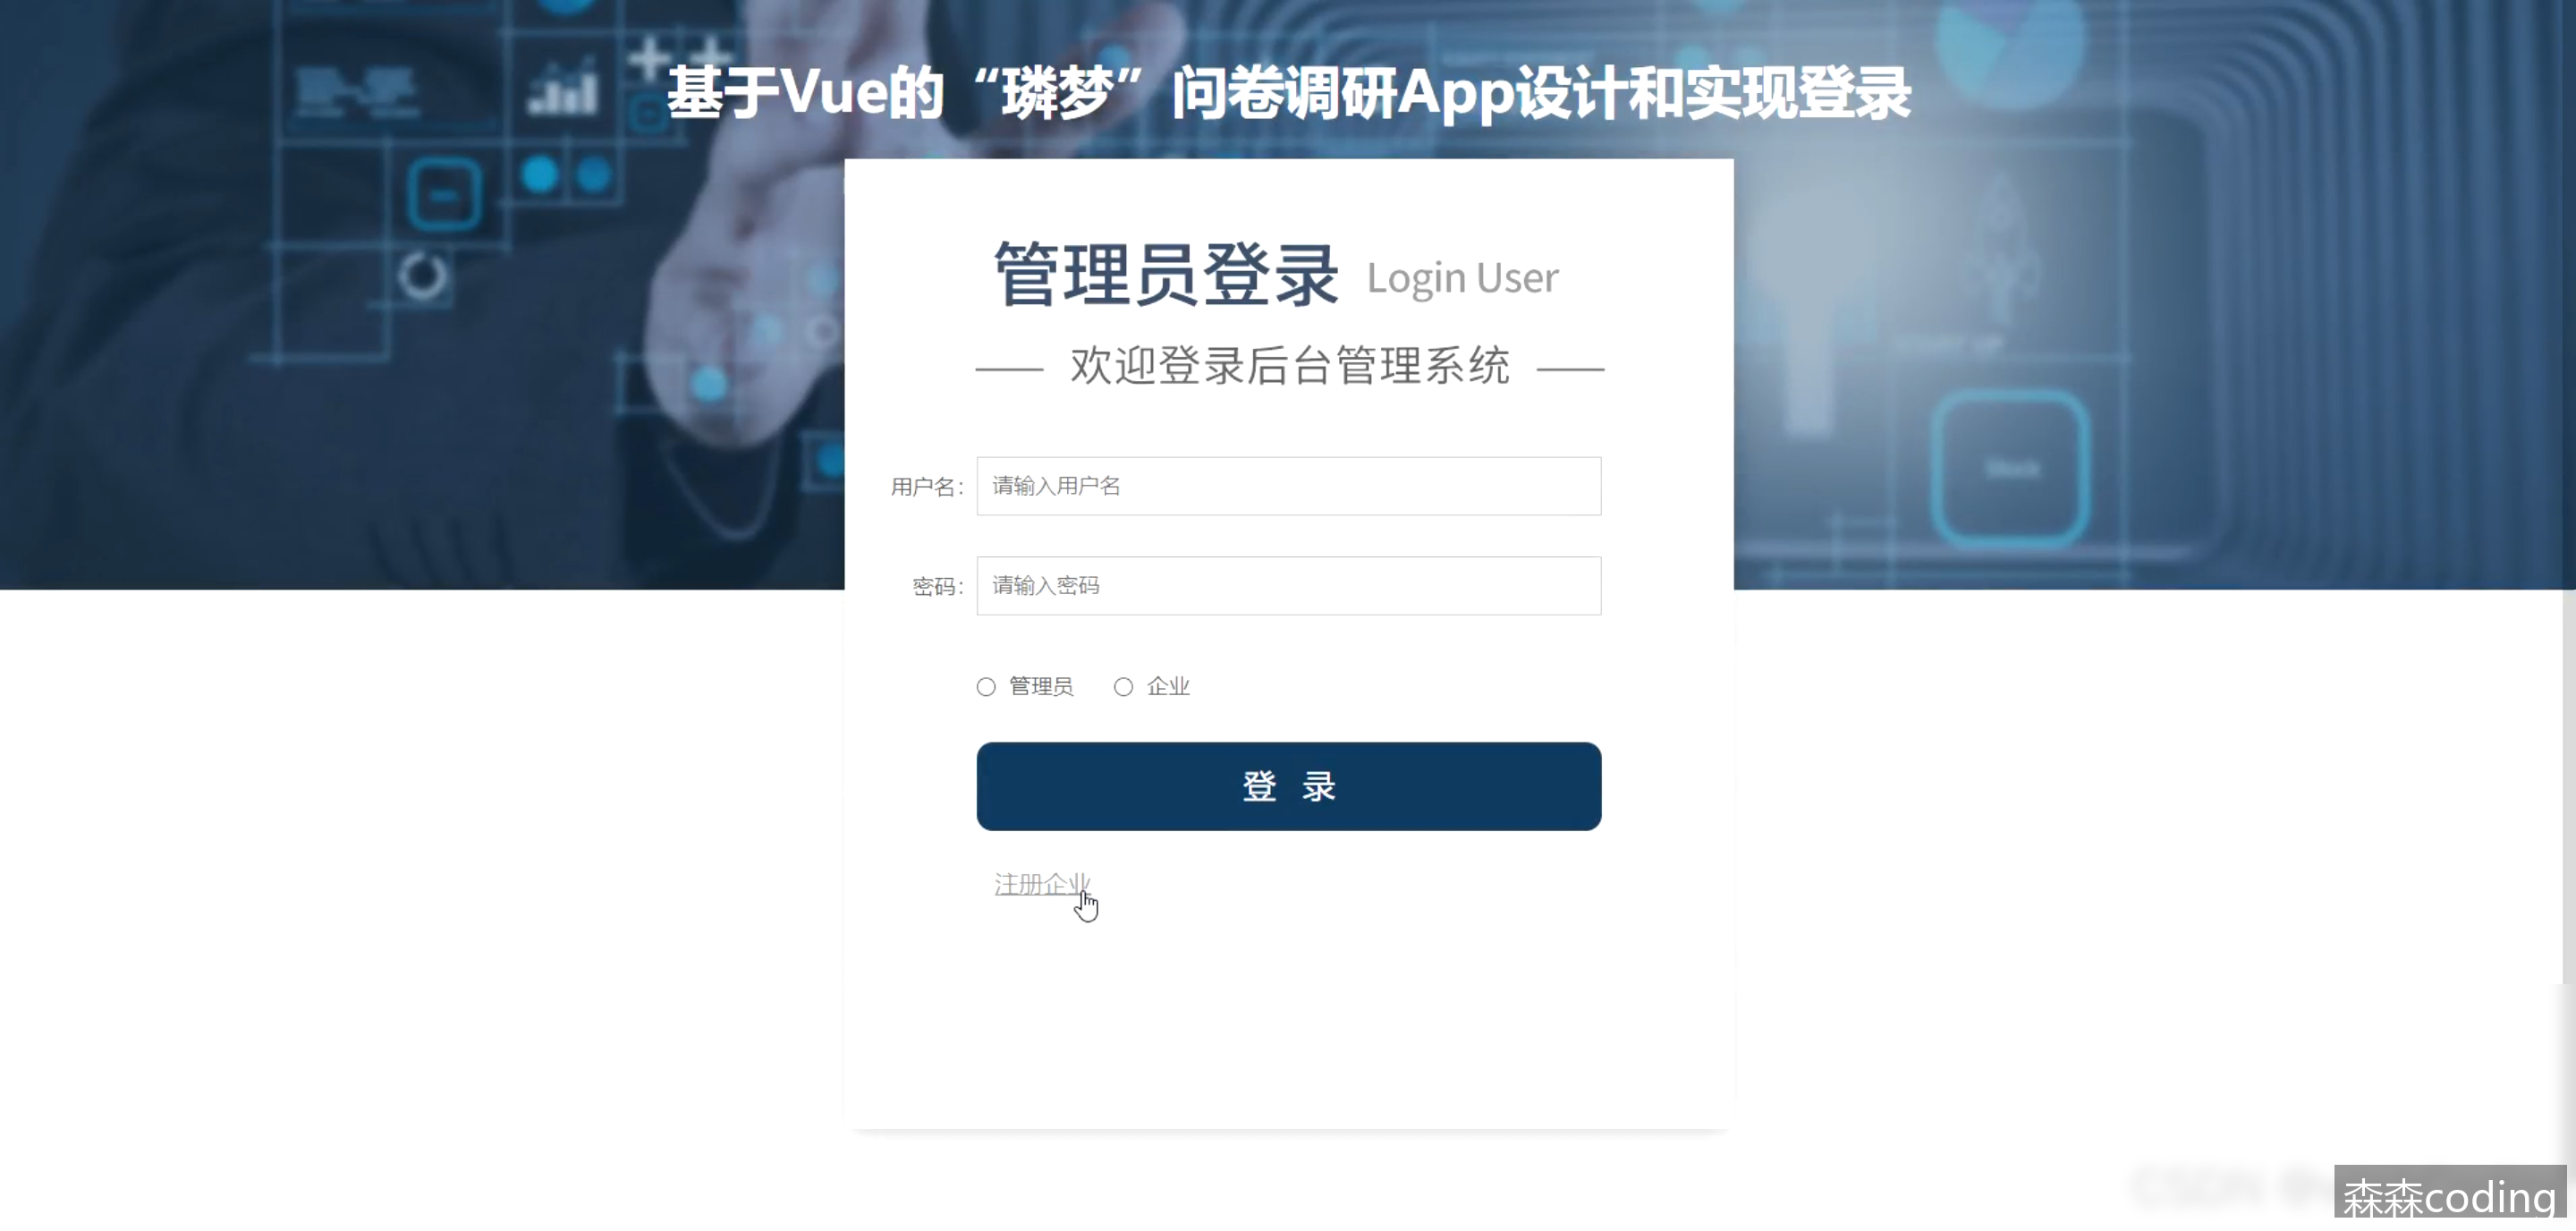 基于Vue的“璘梦”问卷调研App设计和实现登录
管理员登录 Login User
欢迎登录后台管理系统
用户名：
请输入用户名
密码：
请输入密码
管理员 企业
登 录
注册企业
森森coding